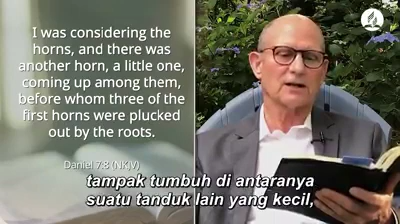 I was considering the
horns, and there was
another horn, a little one,
coming up among them,
before whom three of the
first horns were plucked
out by the roots.
Daniel 7:8 (NKJV)
tampak tumbuh di antaranya
suatu tanduk lain yang kecil,